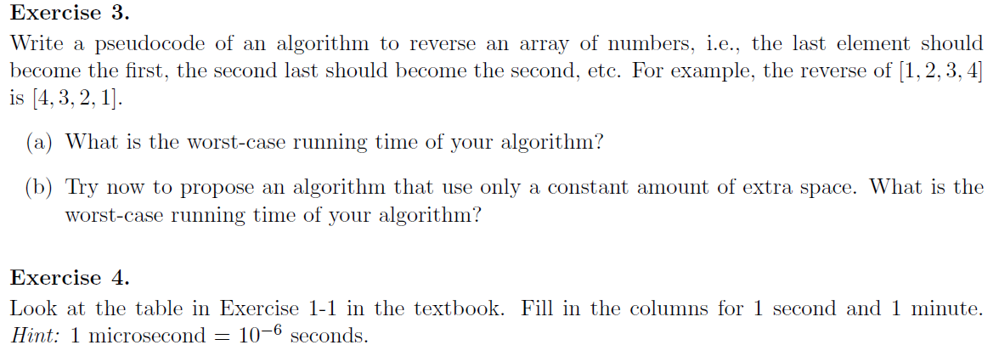 Exercise 3.
Write a pseudocode of an algorithm to reverse an array of numbers, i.e., the last element should
become the first, the second last should become the second, etc. For example, the reverse of [1, 2, 3, 4]
is [4, 3, 2, 1].
(a) What is the worst-case running time of your algorithm?
(b) Try now to propose an algorithm that use only a constant amount of extra space. What is the
worst-case running time of your algorithm?
Exercise 4.
Look at the table in Exercise 1-1 in the textbook. Fill in the columns for 1 second and 1 minute.
Hint: 1 microsecond = 10⁻⁶ seconds.